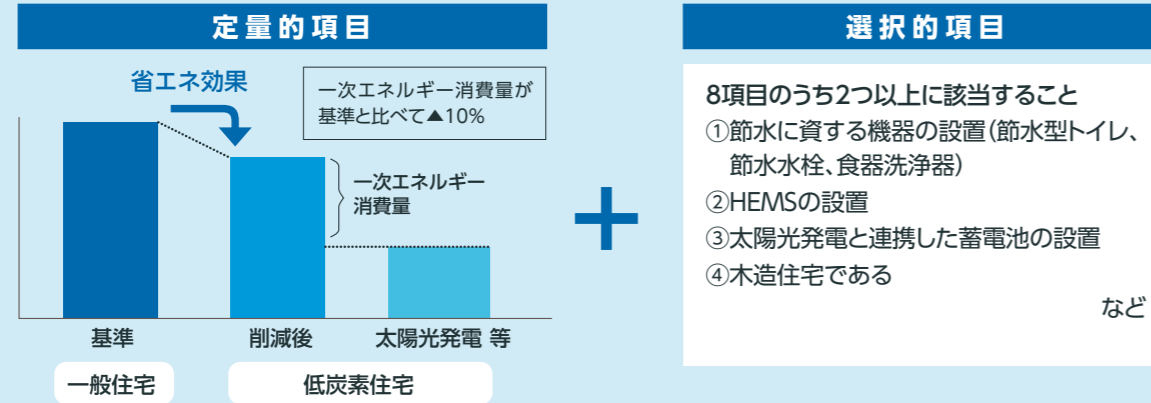 定量的項目
省エネ効果
一次エネルギー消費量が
基準と比べて▲10%
一次エネルギー
消費量
基準
削減後
太陽光発電 等
一般住宅
低炭素住宅
+
選択的項目
8項目のうち2つ以上に該当すること
①節水に資する機器の設置(節水型トイレ、
節水水栓、食器洗浄器)
②HEMSの設置
③太陽光発電と連携した蓄電池の設置
④木造住宅である
など